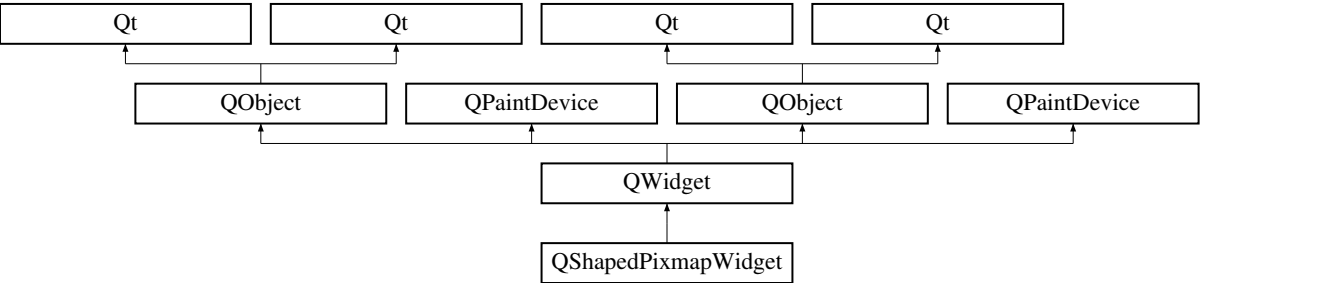 Qt Qt Qt Qt
QObject QPaintDevice QObject QPaintDevice
QWidget
QShapedPixmapWidget